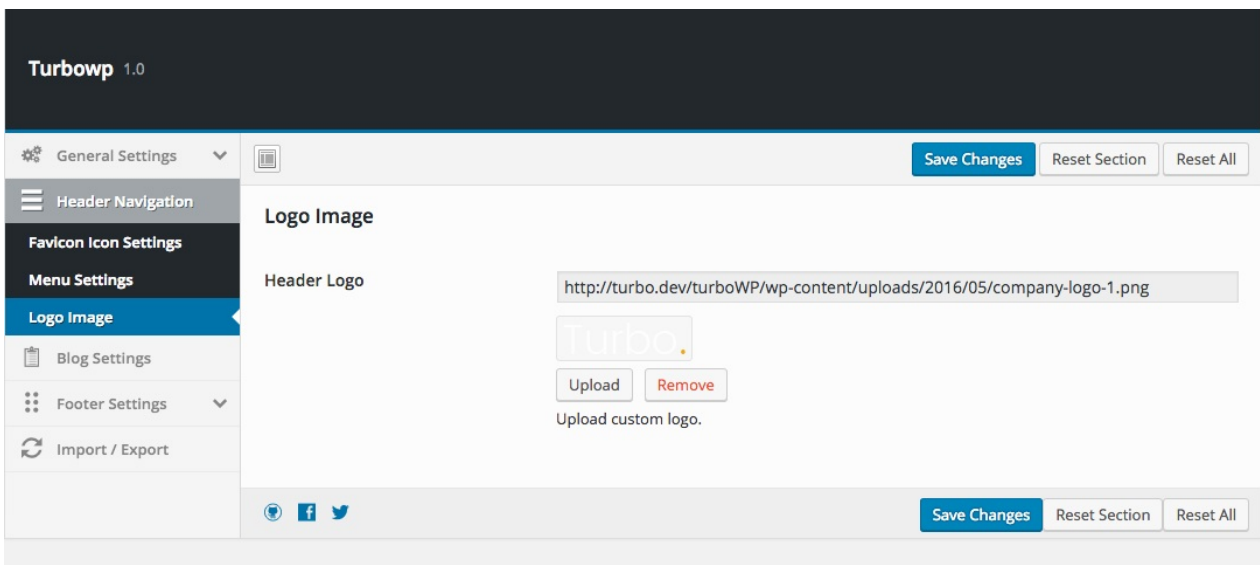 Turbowp 1.0
General Settings
Save Changes Reset Section Reset All
Header Navigation
Logo Image
Favicon Icon Settings
Menu Settings
Header Logo
http://turbo.dev/turboWP/wp-content/uploads/2016/05/company-logo-1.png
Logo Image
Turbo.
Blog Settings
Upload Remove
Footer Settings
Upload custom logo.
Import / Export
Save Changes Reset Section Reset All